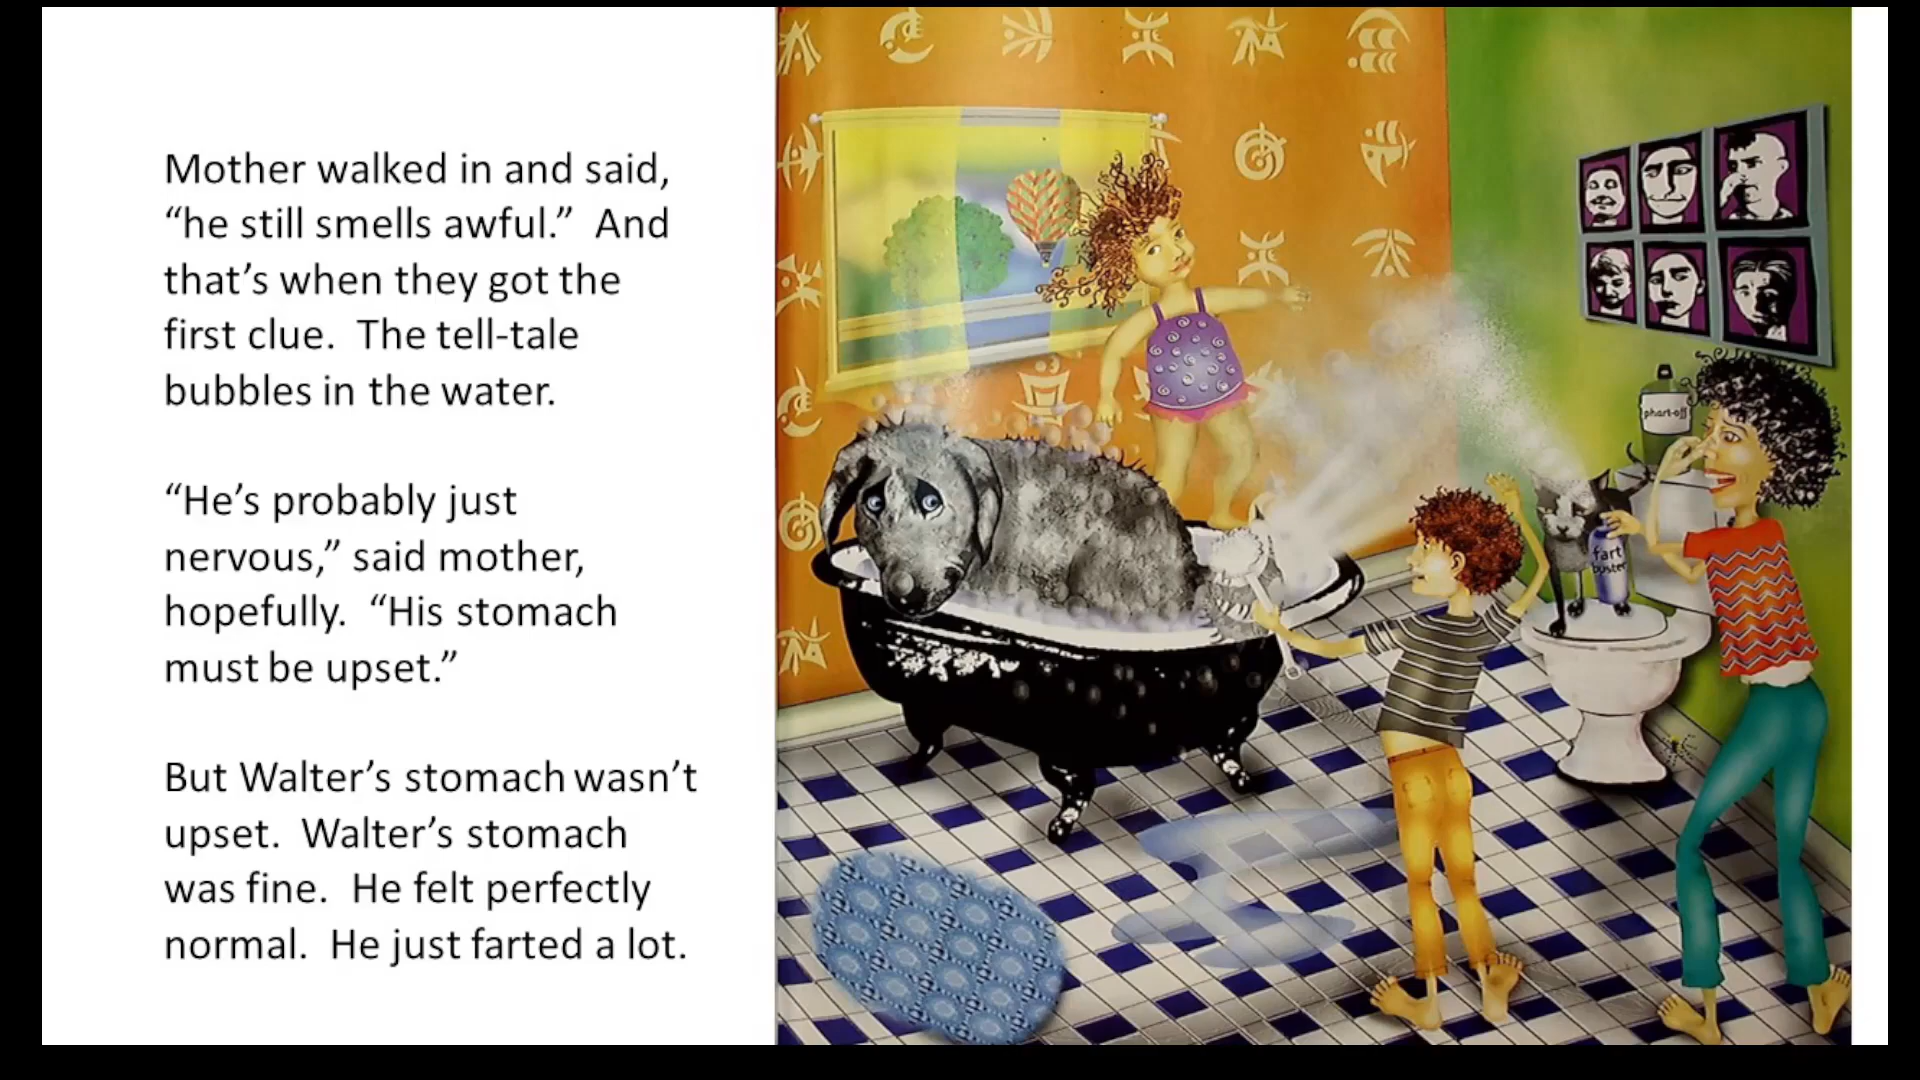 Mother walked in and said,
“he still smells awful.”  And
that’s when they got the
first clue.  The tell-tale
bubbles in the water.
“He’s probably just
nervous,” said mother,
hopefully.  “His stomach
must be upset.”
But Walter’s stomach wasn’t
upset.  Walter’s stomach
was fine.  He felt perfectly
normal.  He just farted a lot.
phart-off
fart
buster